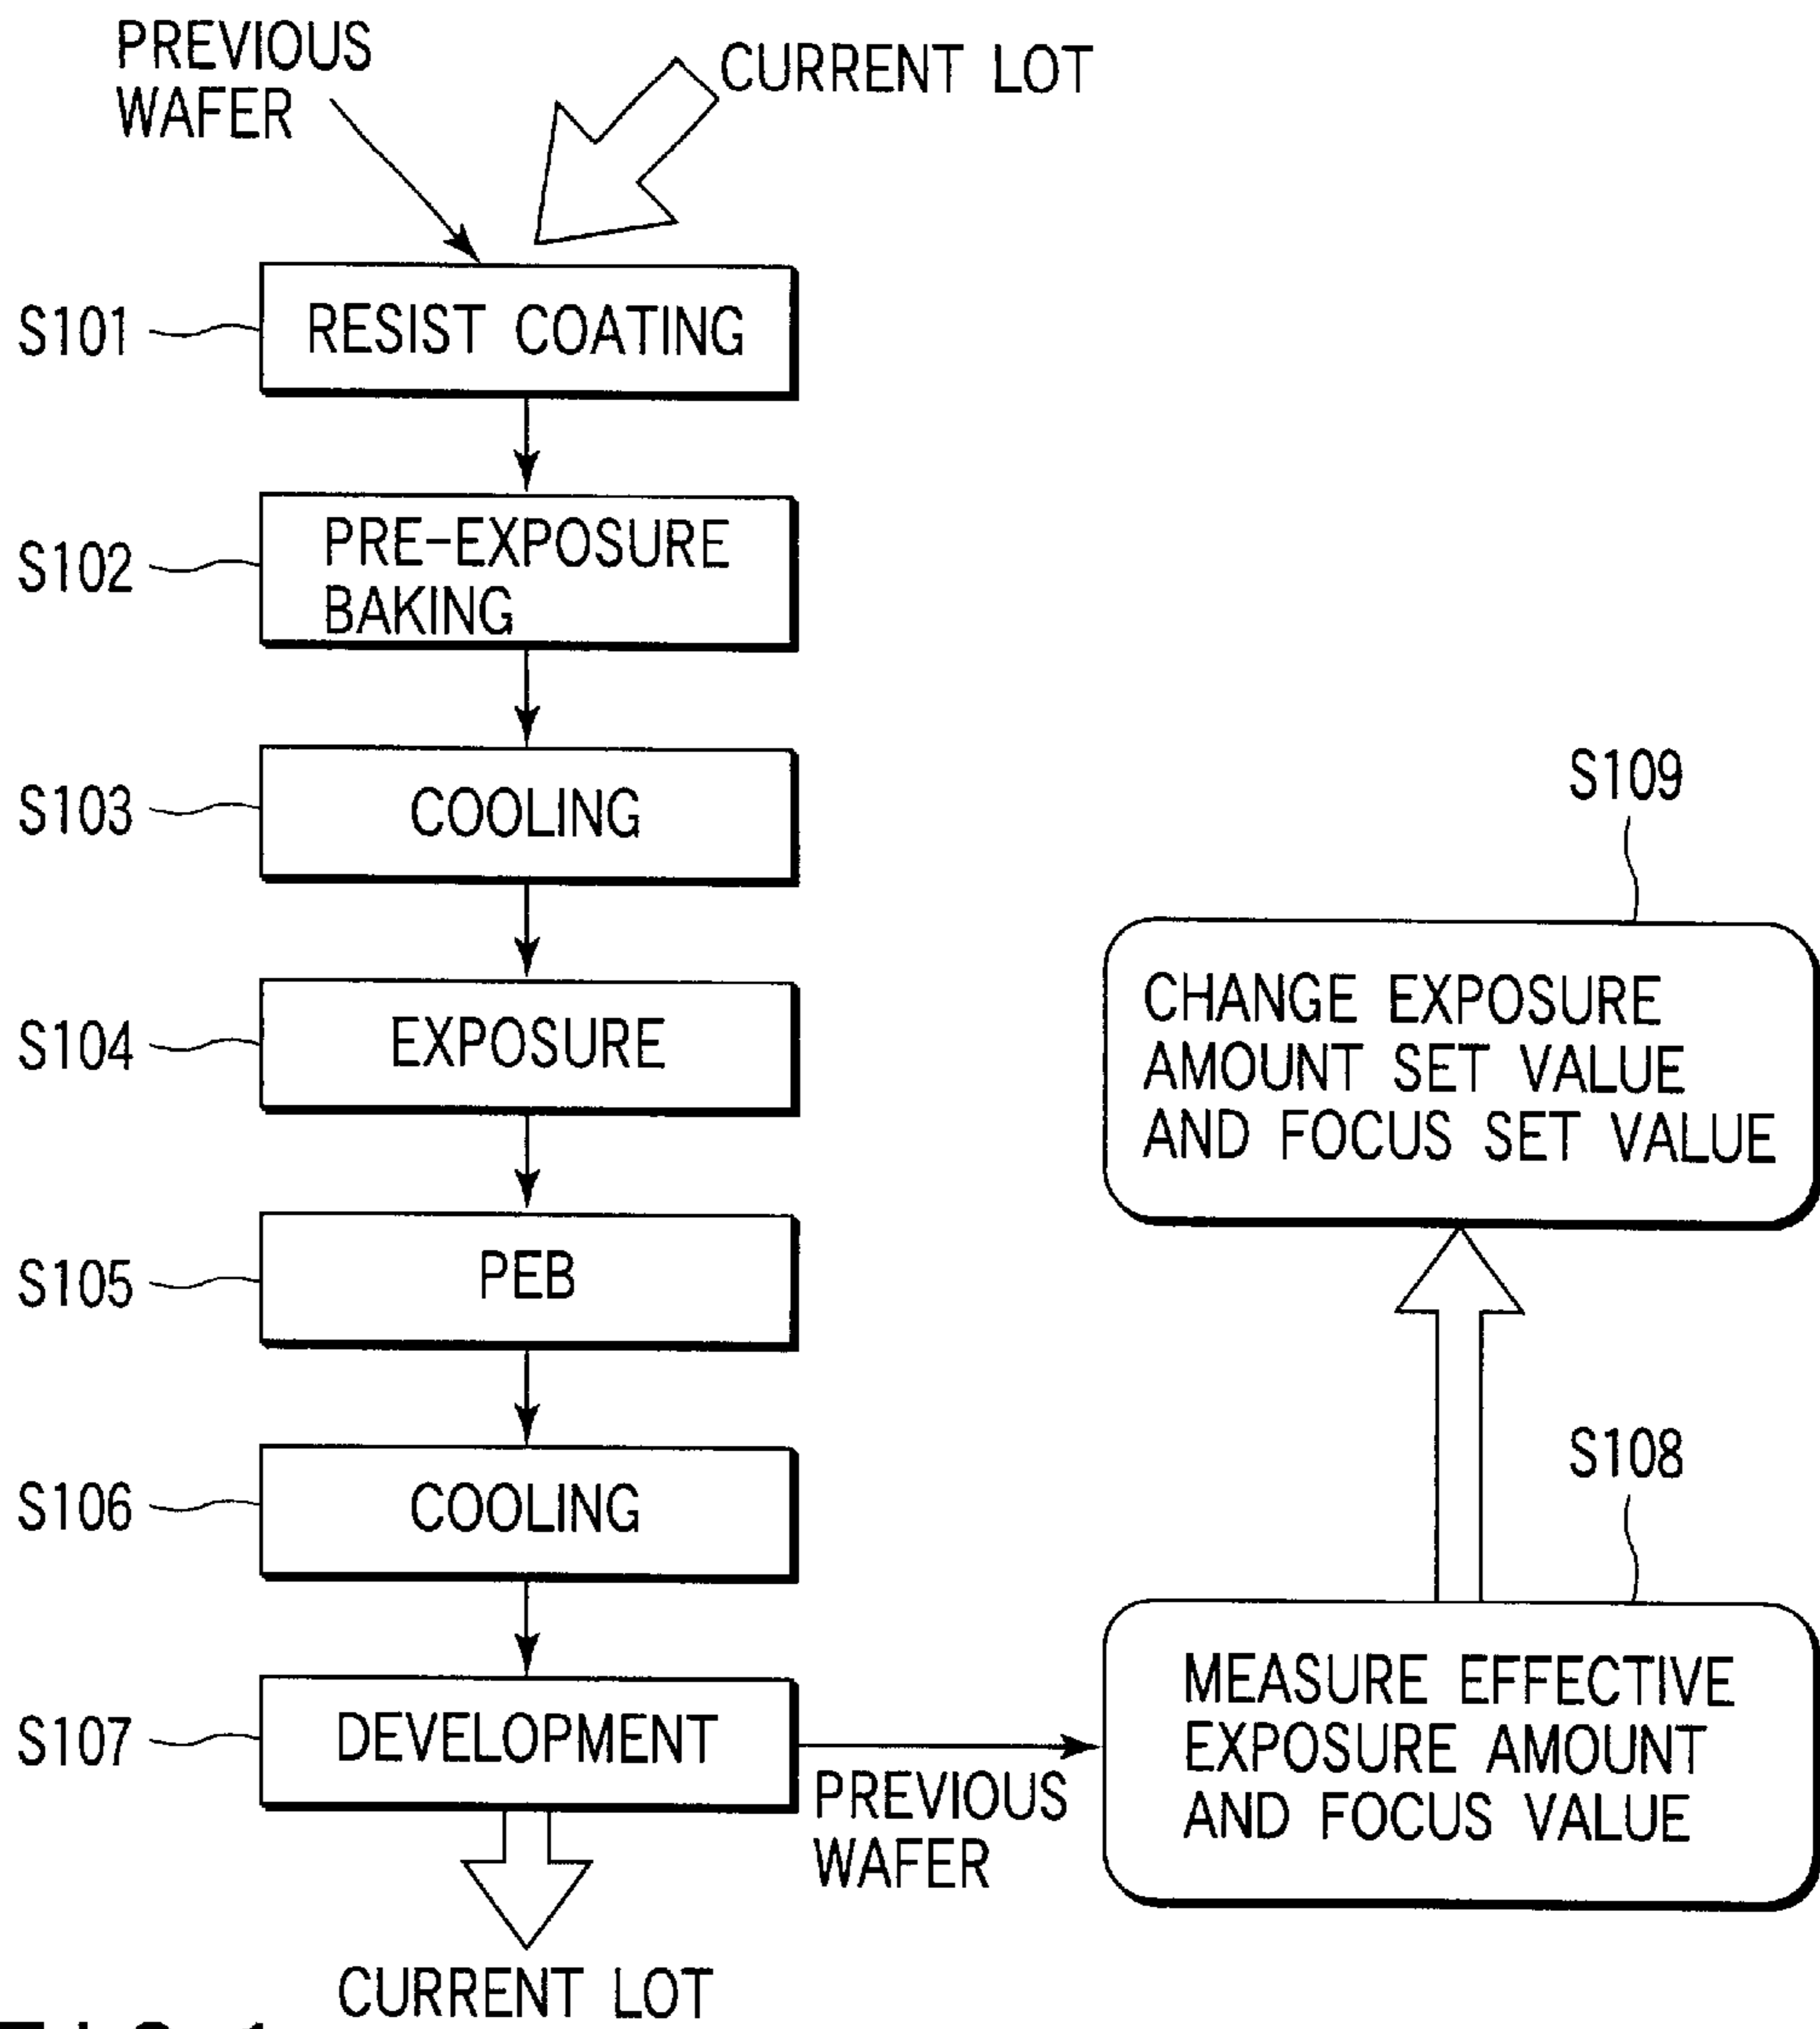 PREVIOUS
WAFER
CURRENT LOT
S101
RESIST COATING
S102
PRE-EXPOSURE
BAKING
S103
COOLING
S109
CHANGE EXPOSURE
AMOUNT SET VALUE
AND FOCUS SET VALUE
S104
EXPOSURE
S105
PEB
S106
COOLING
S108
MEASURE EFFECTIVE
EXPOSURE AMOUNT
AND FOCUS VALUE
S107
DEVELOPMENT
PREVIOUS
WAFER
CURRENT LOT